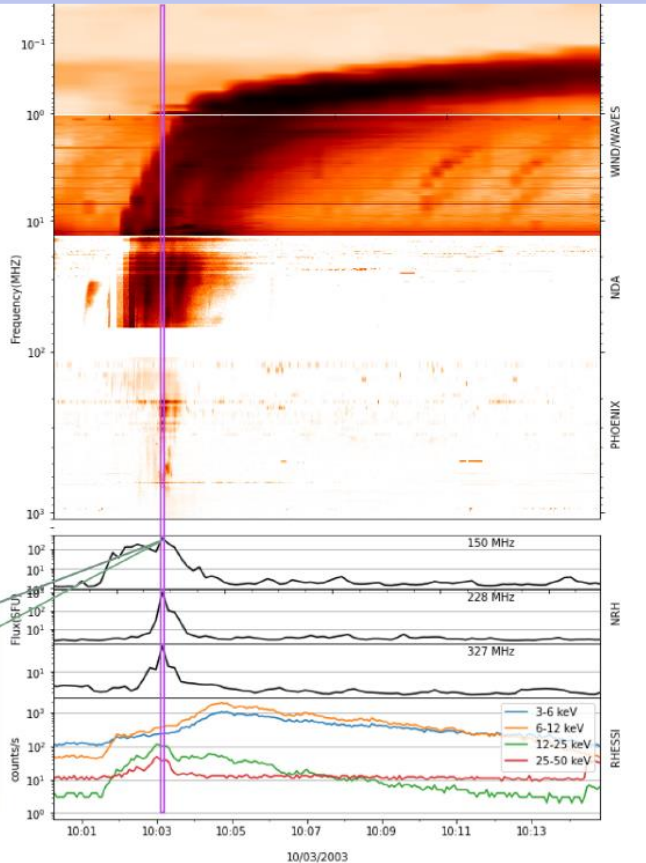 10⁻¹
10⁰
10¹
10²
10³
Frequency(MHZ)
WIND/WAVES
NDA
PHOENIX
150 MHz
10²
10¹
228 MHz
10²
10¹
327 MHz
10¹
Flux(SFU)
NRH
3-6 keV
6-12 keV
12-25 keV
25-50 keV
10³
10²
10¹
10⁰
counts/s
RHESSI
10:01 10:03 10:05 10:07 10:09 10:11 10:13
10/03/2003